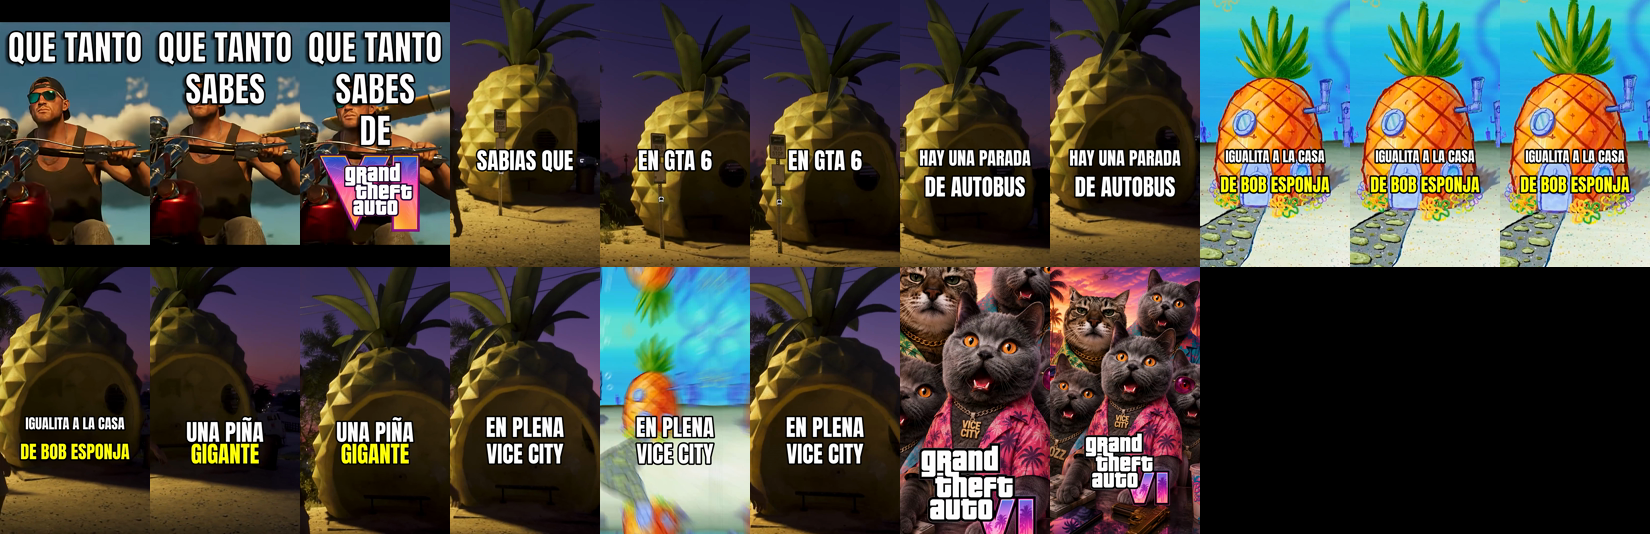 QUE TANTO
QUE TANTO
SABES
QUE TANTO
SABES
DE
grand
theft
auto
V
SABIAS QUE
EN GTA 6
EN GTA 6
HAY UNA PARADA
DE AUTOBUS
HAY UNA PARADA
DE AUTOBUS
IGUALITA A LA CASA
DE BOB ESPONJA
IGUALITA A LA CASA
DE BOB ESPONJA
IGUALITA A LA CASA
DE BOB ESPONJA
IGUALITA A LA CASA
DE BOB ESPONJA
UNA PIÑA
GIGANTE
UNA PIÑA
GIGANTE
EN PLENA
VICE CITY
EN PLENA
VICE CITY
EN PLENA
VICE CITY
VICE
CITY
grand
theft
auto
VI
VICE
CITY
OZZ
grand
theft
auto
VI